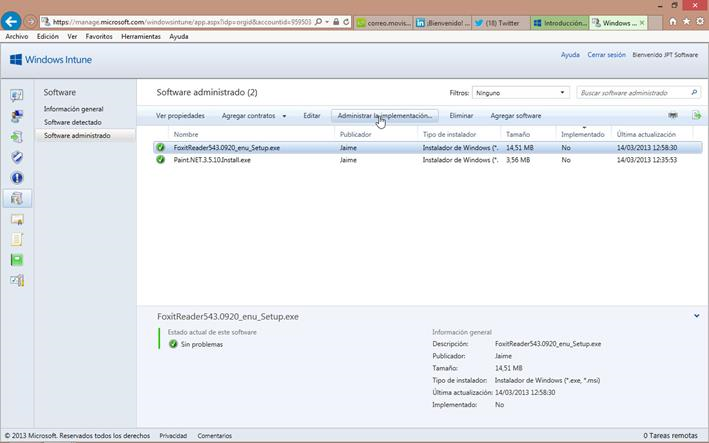 https://manage.microsoft.com/windowsintune/app.aspx?idp=orgid&accountid=959503
correo.movis...
¡Bienvenido! ...
(18) Twitter
Introducción...
Windows ...
Archivo Edición Ver Favoritos Herramientas Ayuda
Windows Intune
Ayuda Cerrar sesión Bienvenido JPT Software
Software
Información general
Software detectado
Software administrado
Software administrado (2)
Filtros: Ninguno
Buscar software administrado
Ver propiedades Agregar contratos Editar Administrar la implementación... Eliminar Agregar software
Nombre Publicador Tipo de instalador Tamaño Implementado Última actualización
FoxitReader543.0920_enu_Setup.exe Jaime Instalador de Windows (*. 14,51 MB No 14/03/2013 12:58:30
Paint.NET.3.5.10.Install.exe Jaime Instalador de Windows (*. 3,56 MB No 14/03/2013 12:35:53
FoxitReader543.0920_enu_Setup.exe
Estado actual de este software
Sin problemas
Información general
Descripción: FoxitReader543.0920_enu_Setup.exe
Publicador: Jaime
Tamaño: 14,51 MB
Tipo de instalador: Instalador de Windows (*.exe, *.msi)
Última actualización: 14/03/2013 12:58:30
Implementado: No
© 2013 Microsoft. Reservados todos los derechos Privacidad Comentarios 0 Tareas remotas